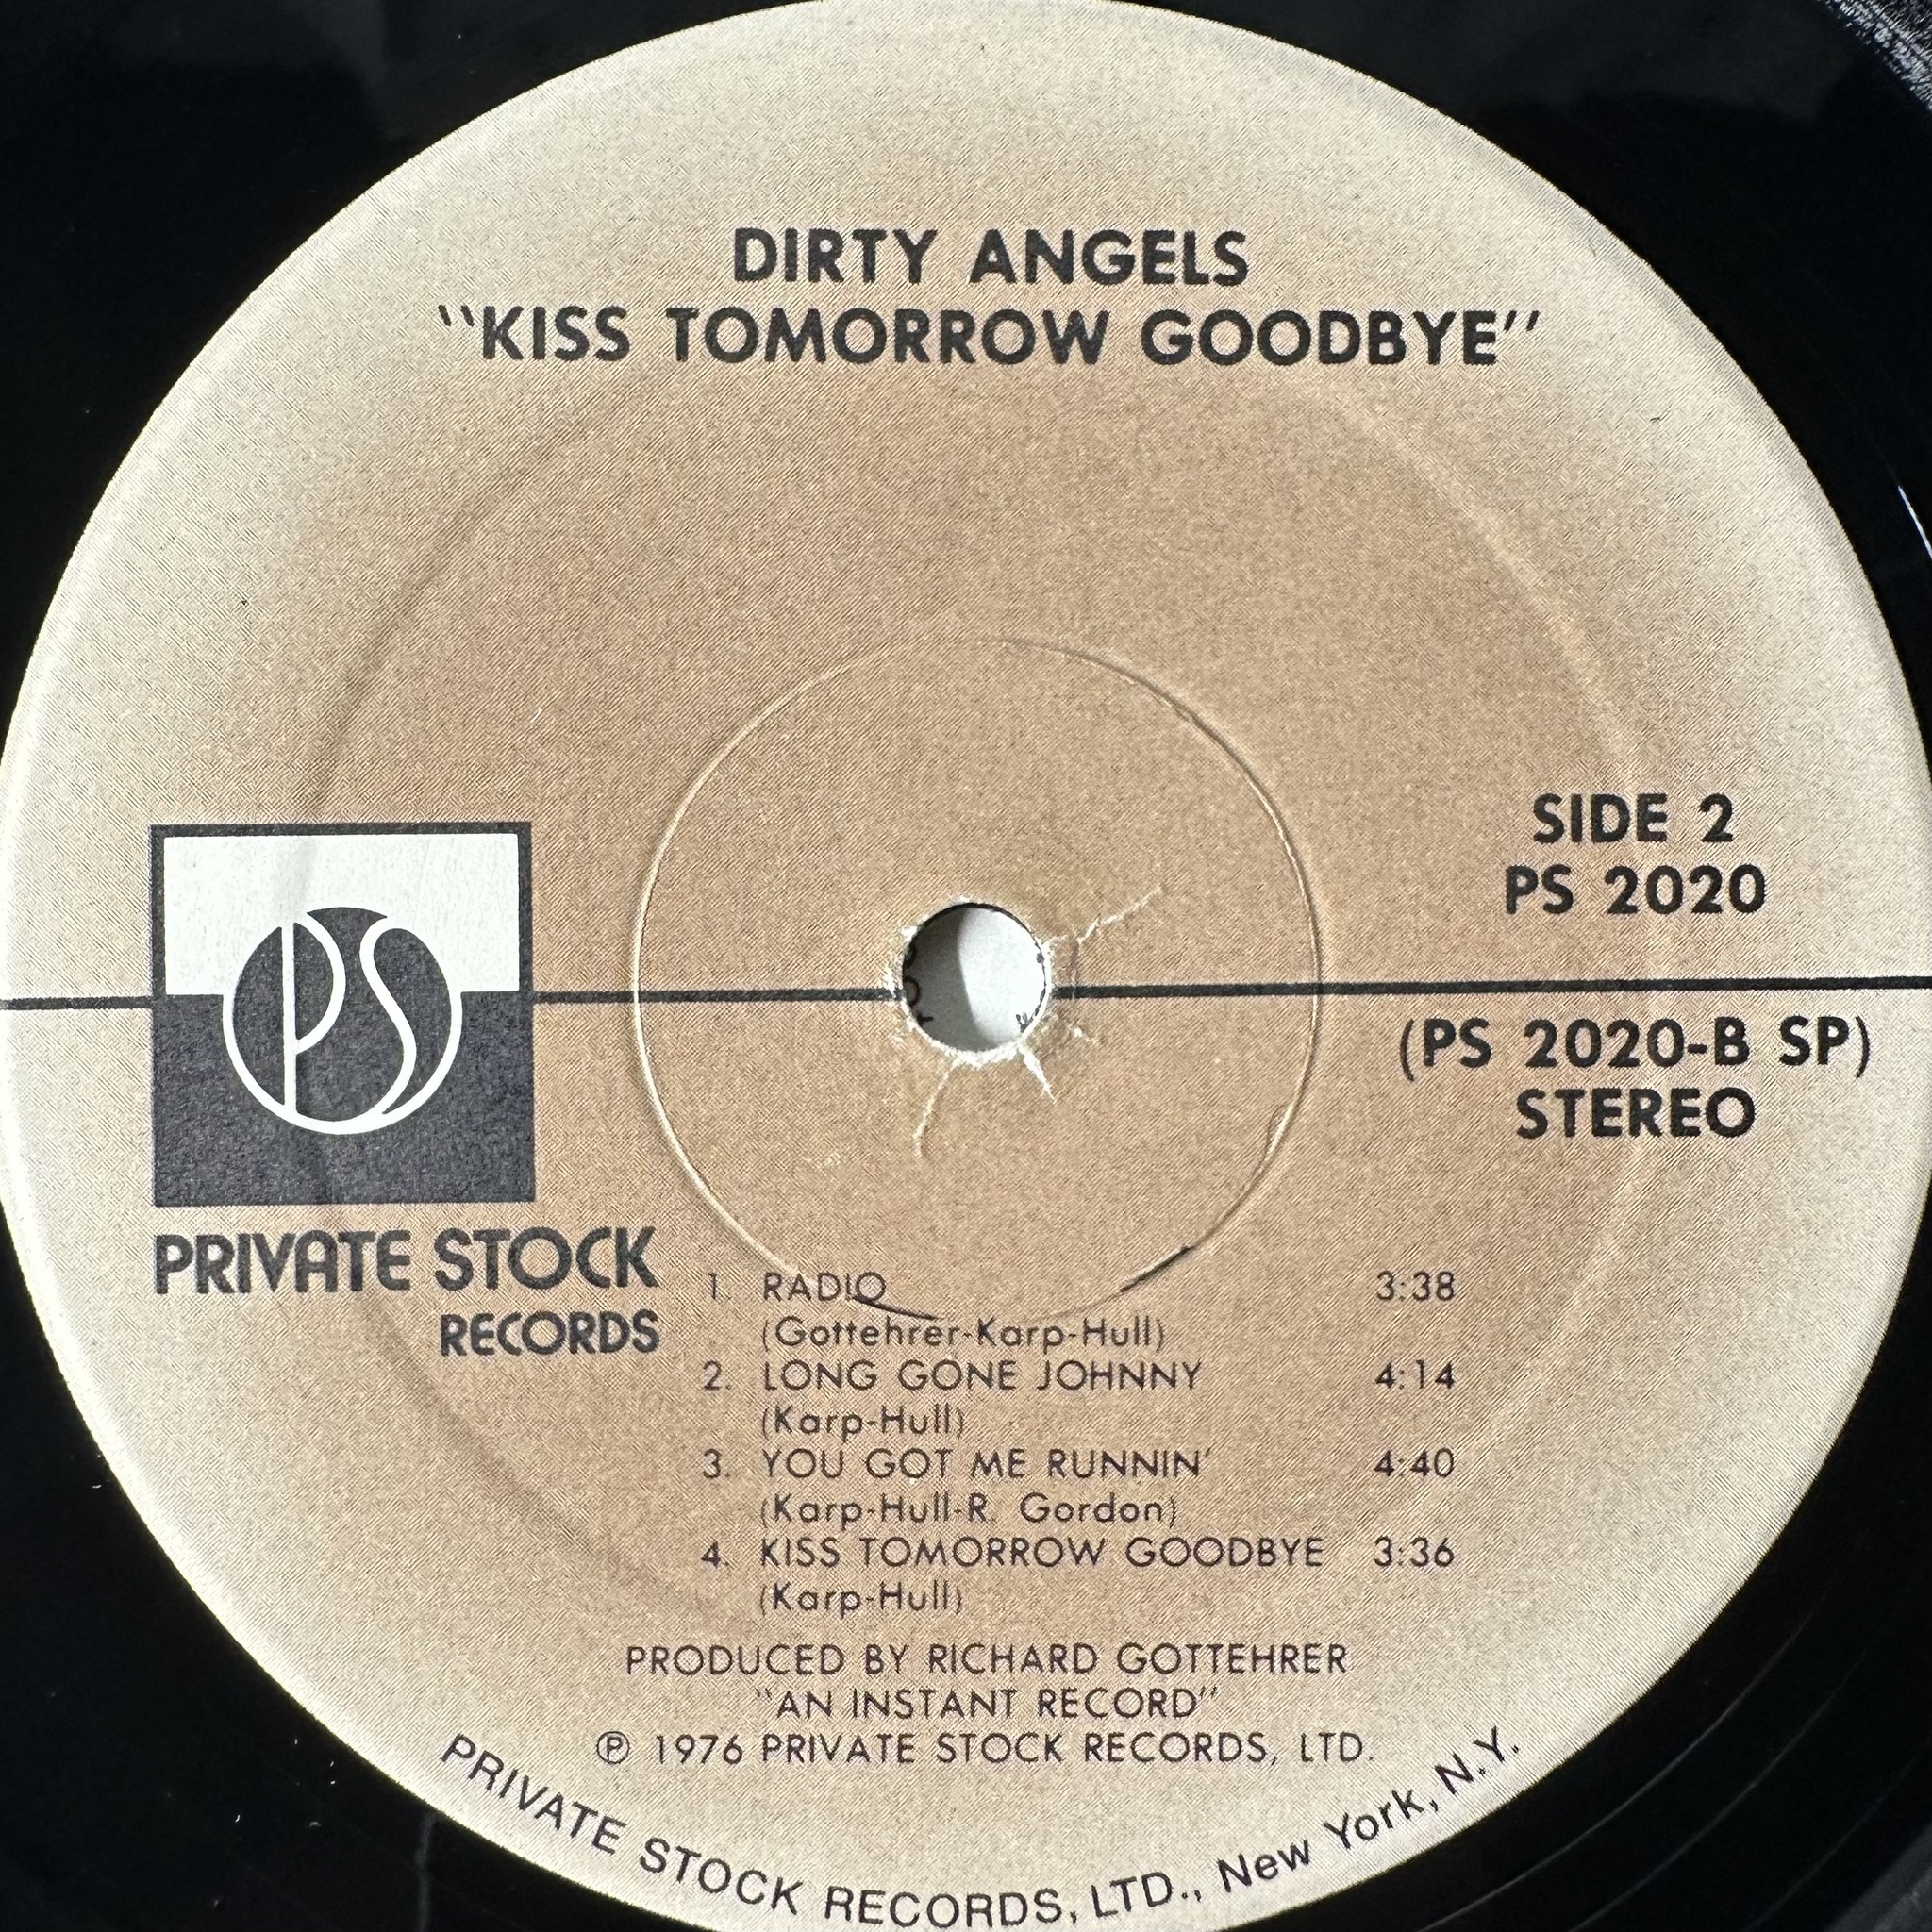 DIRTY ANGELS
"KISS TOMORROW GOODBYE"
SIDE 2
PS 2020
PS
(PS 2020-B SP)
STEREO
PRIVATE STOCK
RECORDS
1. RADIO 3:38
(Gottehrer-Karp-Hull)
2. LONG GONE JOHNNY 4:14
(Karp-Hull)
3. YOU GOT ME RUNNIN' 4:40
(Karp-Hull-R. Gordon)
4. KISS TOMORROW GOODBYE 3:36
(Karp-Hull)
PRODUCED BY RICHARD GOTTEHRER
"AN INSTANT RECORD"
℗ 1976 PRIVATE STOCK RECORDS, LTD.
PRIVATE STOCK RECORDS, LTD., New York, N.Y.